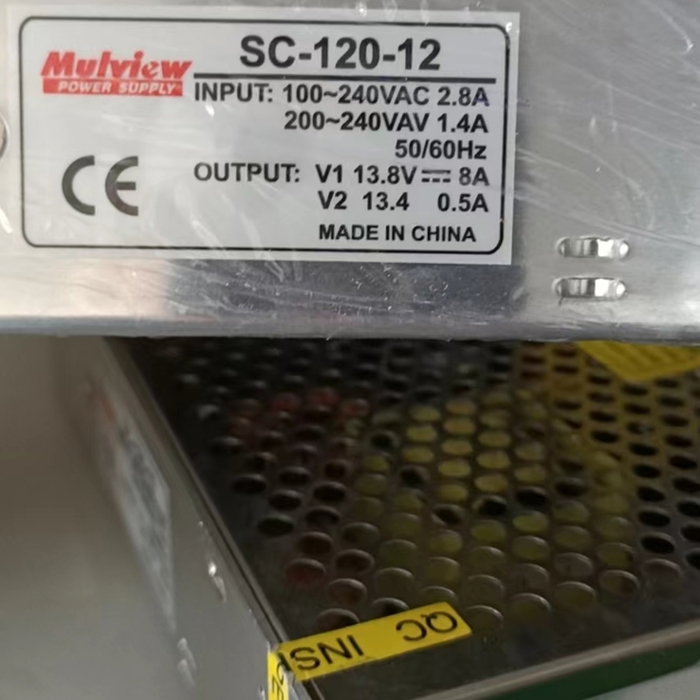 SC-120-12
Mulview
POWER SUPPLY
INPUT: 100~240VAC 2.8A
200~240VAV 1.4A
50/60Hz
OUTPUT: V1 13.8V⎓ 8A
V2 13.4 0.5A
CE
MADE IN CHINA
QC INSP